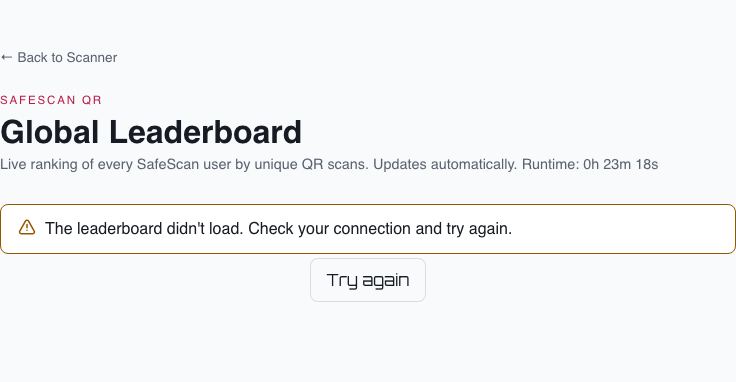 ← Back to Scanner
SAFESCAN QR
Global Leaderboard
Live ranking of every SafeScan user by unique QR scans. Updates automatically. Runtime: 0h 23m 18s
The leaderboard didn't load. Check your connection and try again.
Try again